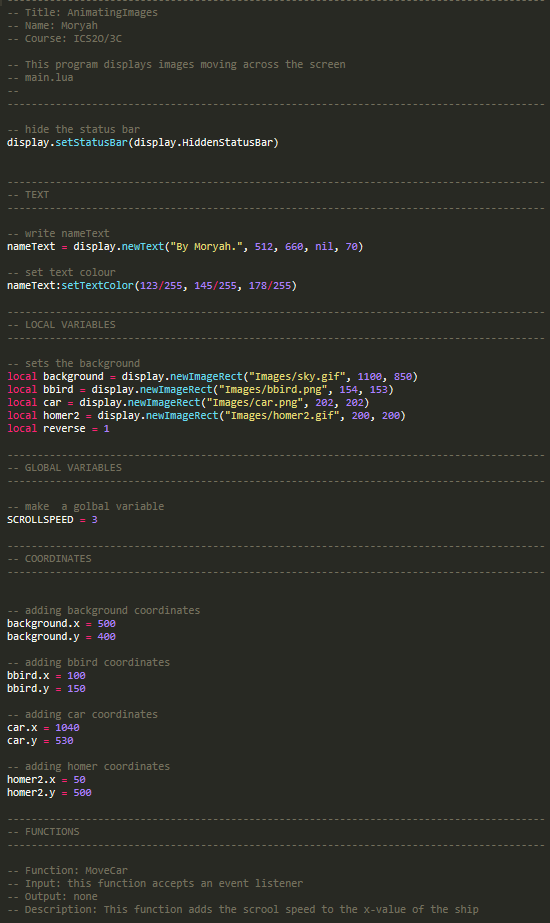 ------------------------------------------------------------------------------------------
-- Title: AnimatingImages
-- Name: Moryah
-- Course: ICS2O/3C

-- This program displays images moving across the screen
-- main.lua
--
------------------------------------------------------------------------------------------

-- hide the status bar
display.setStatusBar(display.HiddenStatusBar)

------------------------------------------------------------------------------------------
-- TEXT
------------------------------------------------------------------------------------------

-- write nameText
nameText = display.newText("By Moryah.", 512, 660, nil, 70)

-- set text colour
nameText:setTextColor(123/255, 145/255, 178/255)

------------------------------------------------------------------------------------------
-- LOCAL VARIABLES
------------------------------------------------------------------------------------------

-- sets the background
local background = display.newImageRect("Images/sky.gif", 1100, 850)
local bbird = display.newImageRect("Images/bbird.png", 154, 153)
local car = display.newImageRect("Images/car.png", 202, 202)
local homer2 = display.newImageRect("Images/homer2.gif", 200, 200)
local reverse = 1

------------------------------------------------------------------------------------------
-- GLOBAL VARIABLES
------------------------------------------------------------------------------------------

-- make  a golbal variable
SCROLLSPEED = 3

------------------------------------------------------------------------------------------
-- COORDINATES
------------------------------------------------------------------------------------------

-- adding background coordinates
background.x = 500
background.y = 400

-- adding bbird coordinates
bbird.x = 100
bbird.y = 150

-- adding car coordinates
car.x = 1040
car.y = 530

-- adding homer coordinates
homer2.x = 50
homer2.y = 500

------------------------------------------------------------------------------------------
-- FUNCTIONS
------------------------------------------------------------------------------------------

-- Function: MoveCar
-- Input: this function accepts an event listener
-- Output: none
-- Description: This function adds the scrool speed to the x-value of the ship